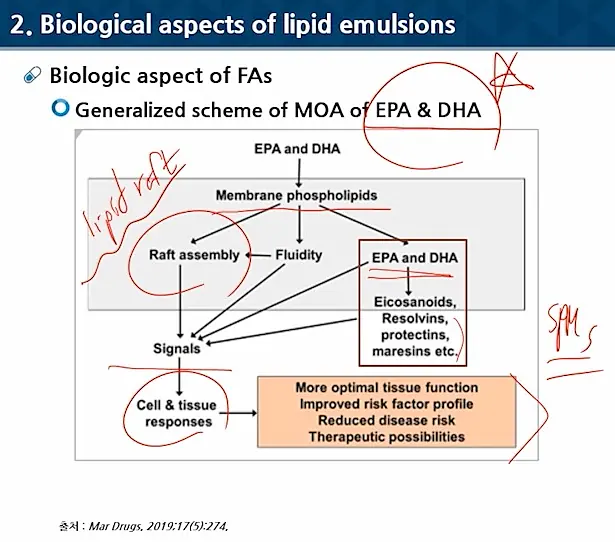 2. Biological aspects of lipid emulsions
Biologic aspect of FAs
Generalized scheme of MOA of EPA & DHA
EPA and DHA
Membrane phospholipids
lipid raft
Raft assembly
Fluidity
EPA and DHA
Eicosanoids,
Resolvins,
protectins,
maresins etc.
SPMs
Signals
Cell & tissue
responses
More optimal tissue function
Improved risk factor profile
Reduced disease risk
Therapeutic possibilities
출처 : Mar Drugs, 2019;17(5):274.